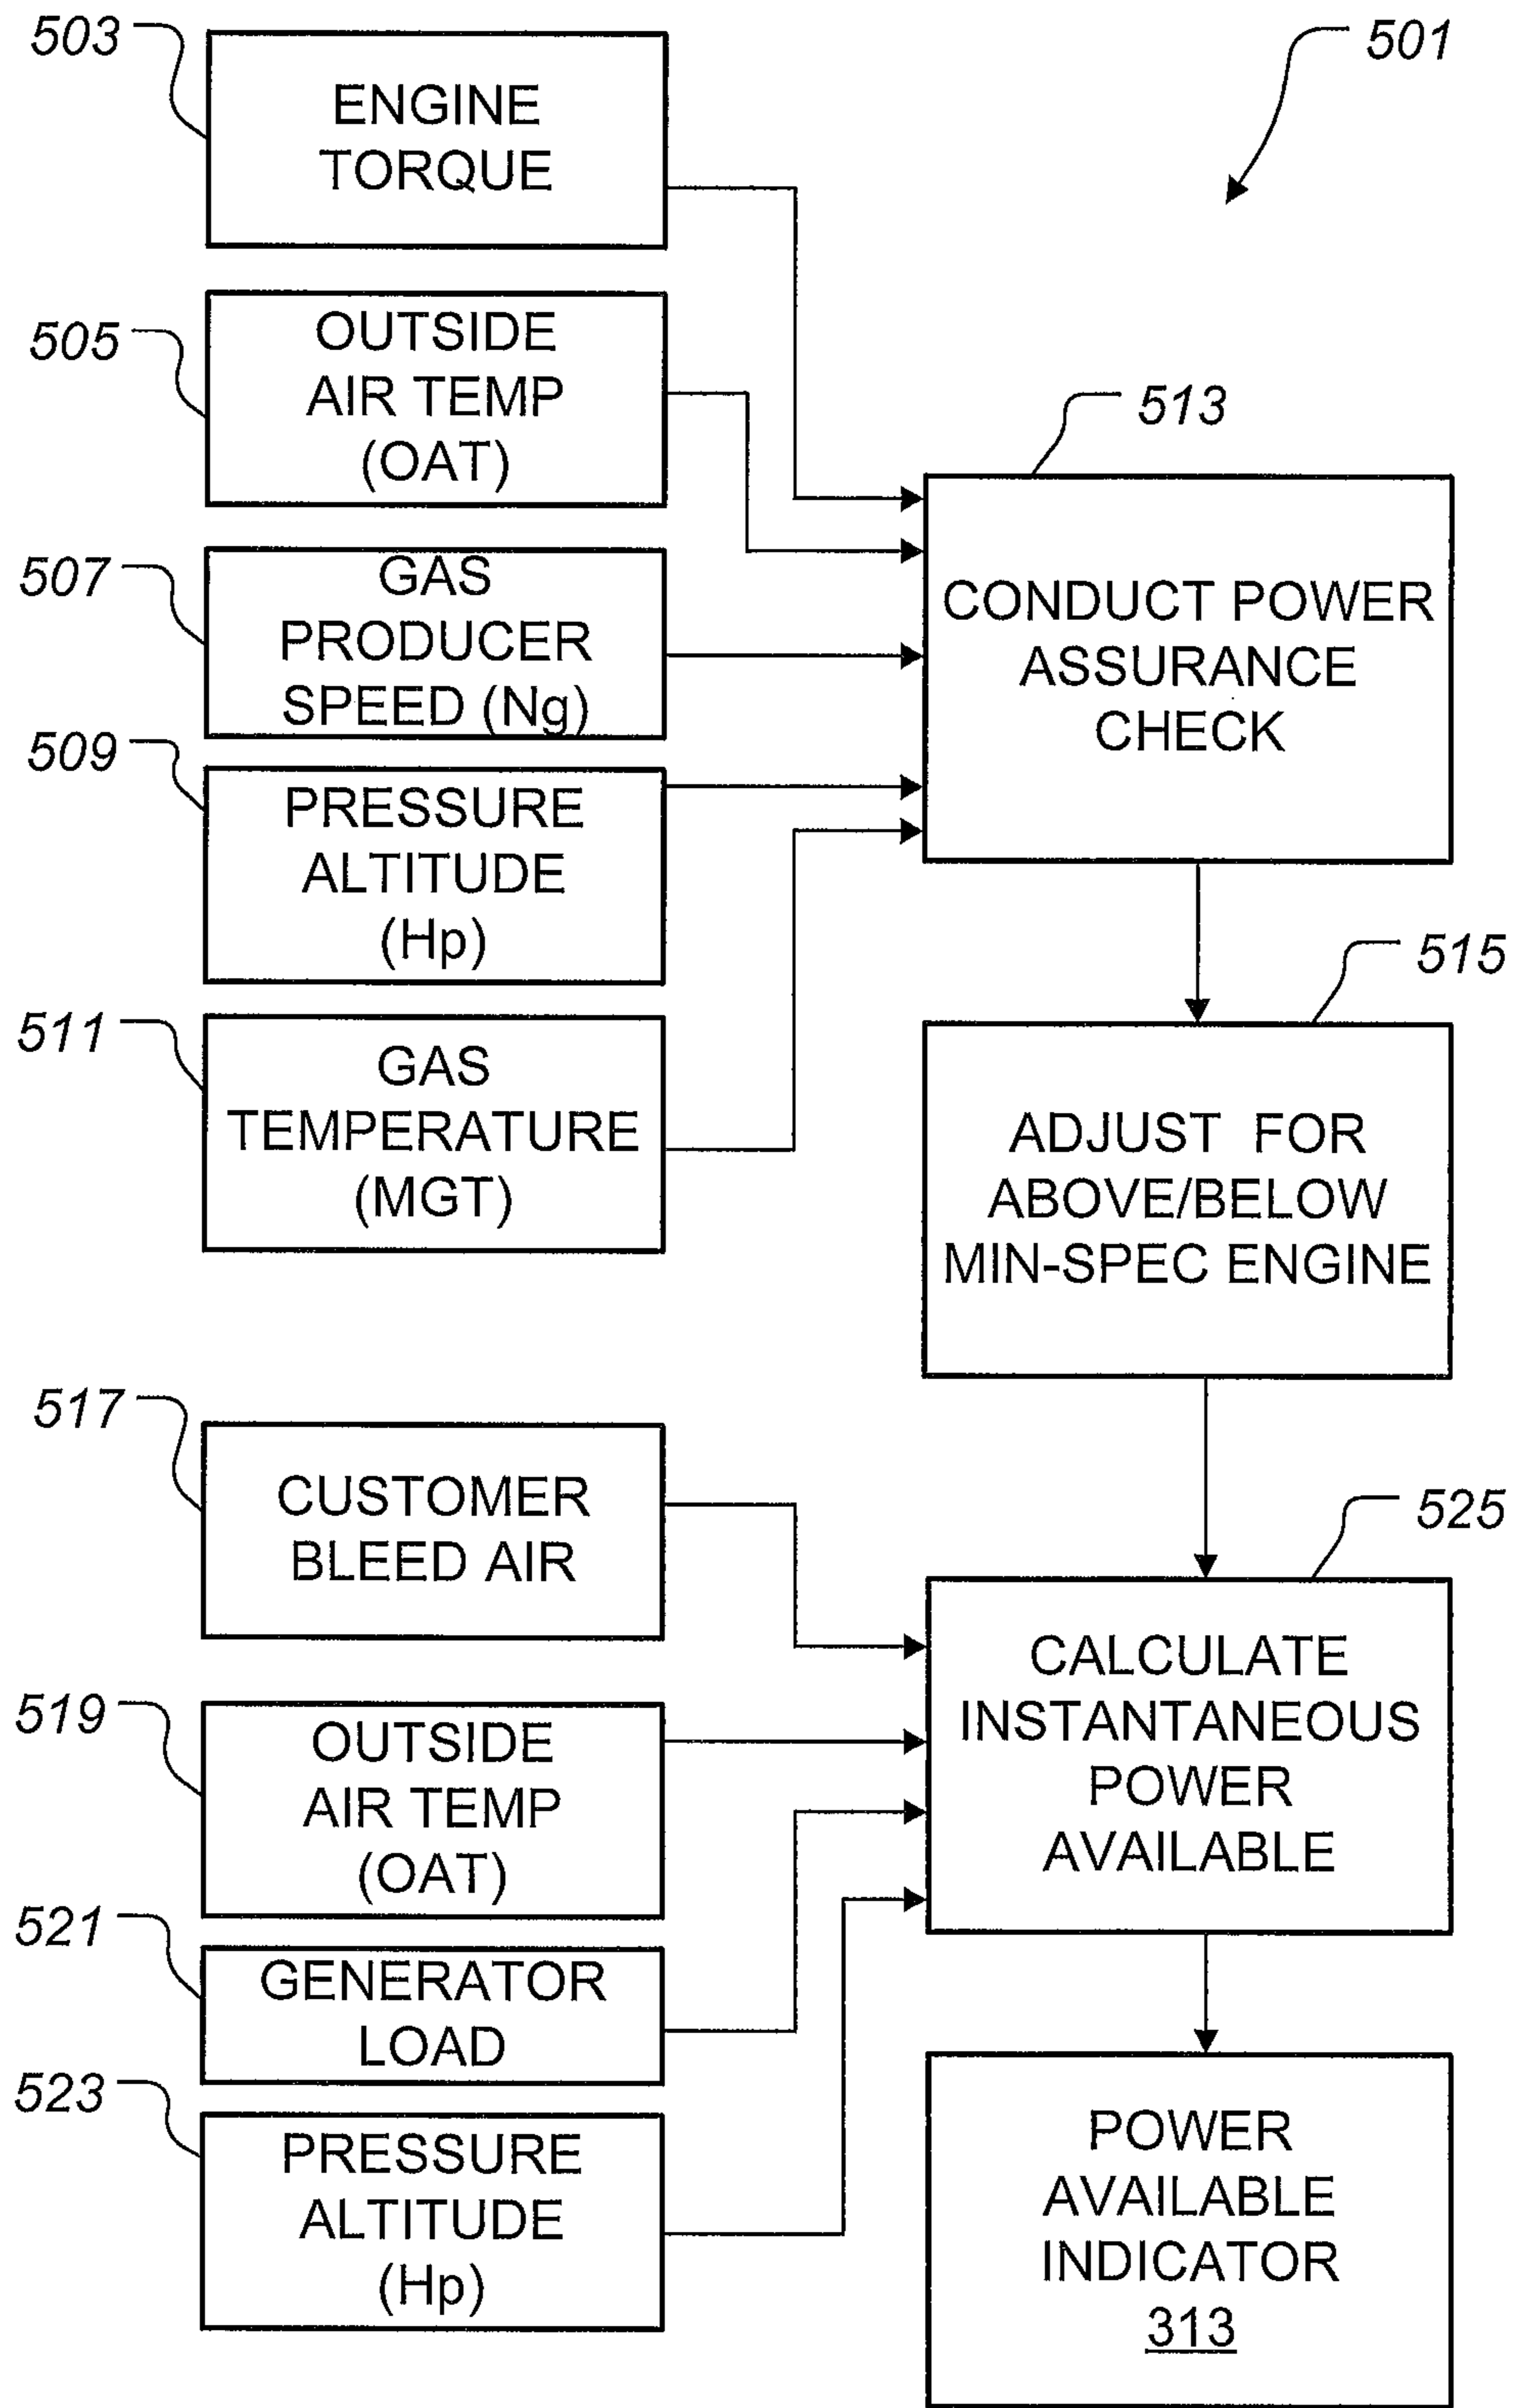 503
ENGINE
TORQUE
501
505
OUTSIDE
AIR TEMP
(OAT)
507
GAS
PRODUCER
SPEED (Ng)
509
PRESSURE
ALTITUDE
(Hp)
511
GAS
TEMPERATURE
(MGT)
513
CONDUCT POWER
ASSURANCE
CHECK
515
ADJUST FOR
ABOVE/BELOW
MIN-SPEC ENGINE
517
CUSTOMER
BLEED AIR
519
OUTSIDE
AIR TEMP
(OAT)
521
GENERATOR
LOAD
523
PRESSURE
ALTITUDE
(Hp)
525
CALCULATE
INSTANTANEOUS
POWER
AVAILABLE
POWER
AVAILABLE
INDICATOR
313